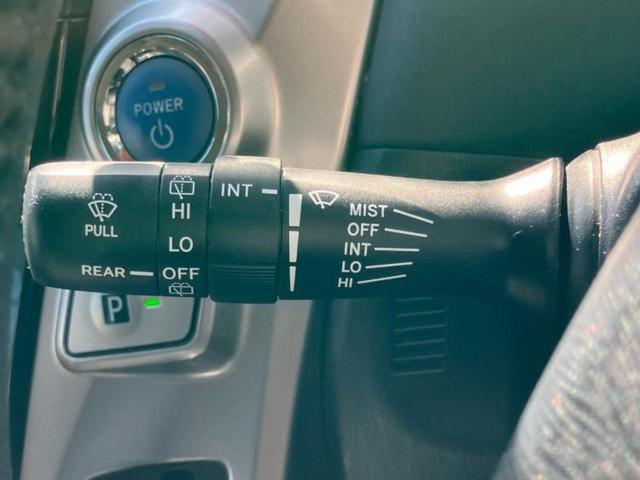 POWER
PULL
REAR
HI
LO
OFF
INT
MIST
OFF
INT
LO
HI
P